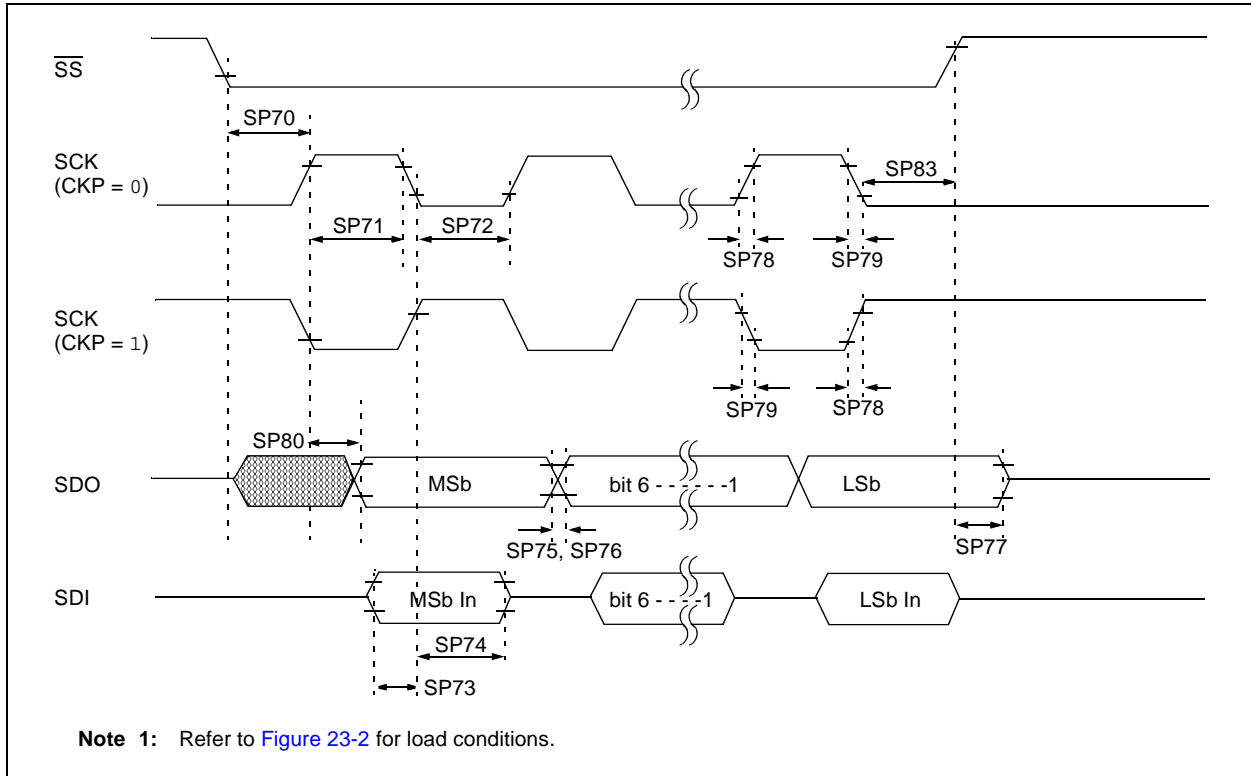 SS
SP70
SCK
(CKP = 0)
SP83
SP71
SP72
SP78
SP79
SCK
(CKP = 1)
SP79
SP78
SP80
SDO
MSb
bit 6 - - - - - - -1
LSb
SP75, SP76
SP77
SDI
MSb In
bit 6 - - - - -1
LSb In
SP74
SP73
Note 1: Refer to Figure 23-2 for load conditions.